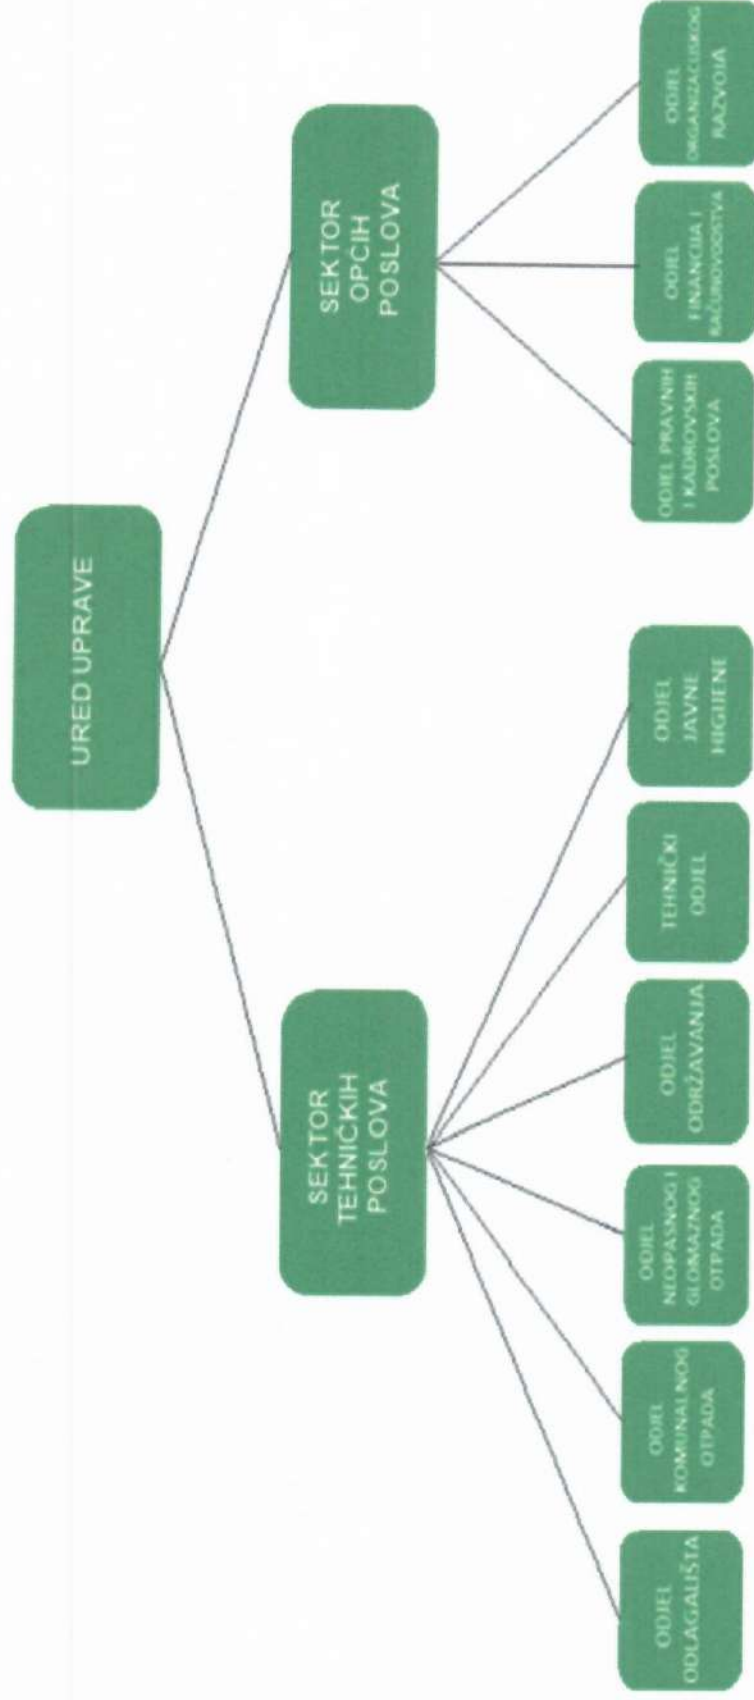 URED UPRAVE
SEKTOR
TEHNIČKIH
POSLOVA
SEKTOR
OPĆIH
POSLOVA
ODJEL
ODLAGALIŠTA
ODJEL
KOMUNALNOG
OTPADA
ODJEL
NEOPASNOG I
GLOMAZNOG
OTPADA
ODJEL
ODRŽAVANJA
TEHNIČKI
ODJEL
ODJEL
JAVNE
HIGIJENE
ODJEL PRAVNIH
I KADROVSKIH
POSLOVA
ODJEL
FINANCIJA I
RAČUNOVODSTVA
ODJEL
ORGANIZACIJSKOG
RAZVOJA